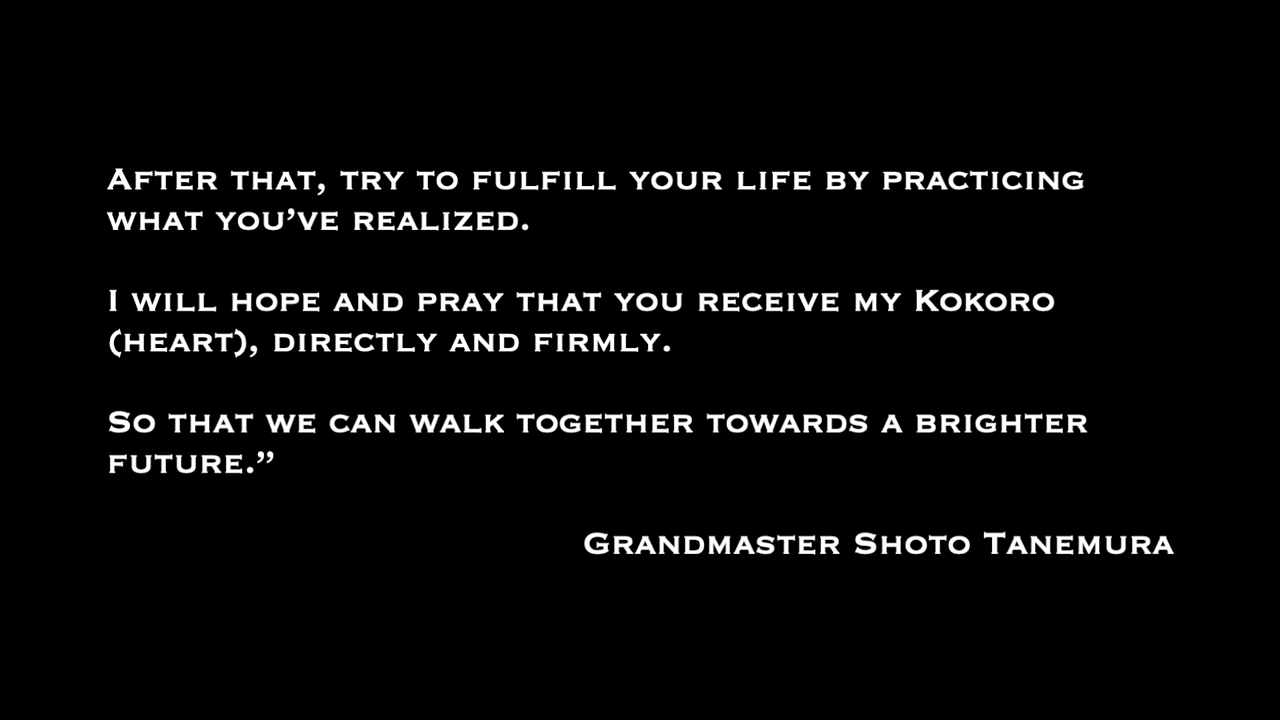 After that, try to fulfill your life by practicing
what you’ve realized.
I will hope and pray that you receive my Kokoro
(heart), directly and firmly.
So that we can walk together towards a brighter
future.”
Grandmaster Shoto Tanemura